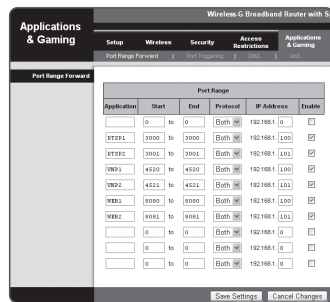 Wireless-G Broadband Router with S
Applications & Gaming
Setup Wireless Security Access Restrictions Applications & Gaming
Port Range Forward | Port Triggering | DMZ | QoS
Port Range Forward
Port Range
Application Start End Protocol IP Address Enable
0 to 0 Both 192.168.1. 0
RTSP1 3000 to 3000 Both 192.168.1. 100
RTSP2 3001 to 3001 Both 192.168.1. 101
VNP1 4520 to 4520 Both 192.168.1. 100
VNP2 4521 to 4521 Both 192.168.1. 101
WEB1 8080 to 8080 Both 192.168.1. 100
WEB2 8081 to 8081 Both 192.168.1. 101
0 to 0 Both 192.168.1. 0
0 to 0 Both 192.168.1. 0
0 to 0 Both 192.168.1. 0
Save Settings Cancel Changes